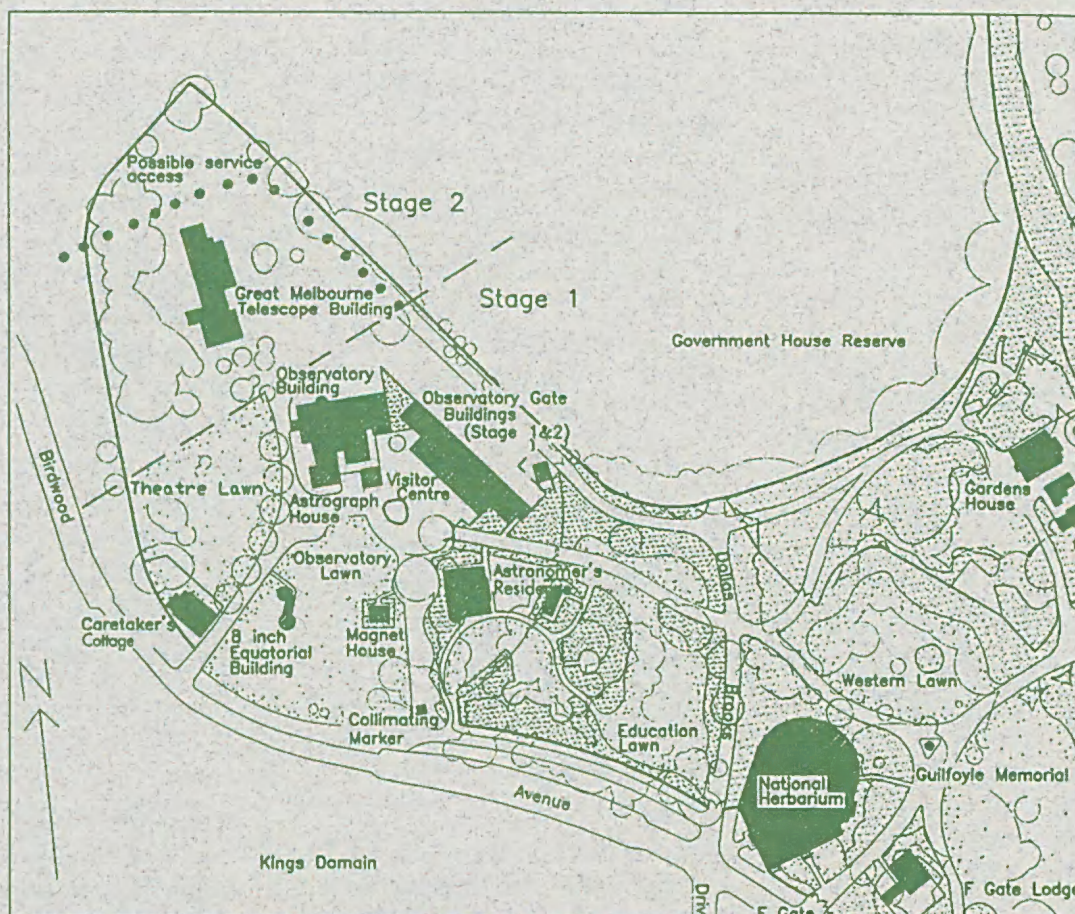 Possible service
access
Stage 2
Great Melbourne
Telescope Building
Stage 1
Government House Reserve
Observatory
Building
Observatory Gate
Buildings
(Stage 1&2)
Birdwood
Theatre Lawn
Astrograph
House
Visitor
Centre
Gardens
House
Observatory
Lawn
Astronomer's
Residence
Dallas
Caretaker's
Cottage
8 inch
Equatorial
Building
Magnet
House
Western Lawn
N
Collimating
Marker
Education
Lawn
Brooks
Guilfoyle Memorial
National
Herbarium
Avenue
Kings Domain
F Gate Lodge
Driv
F Gate